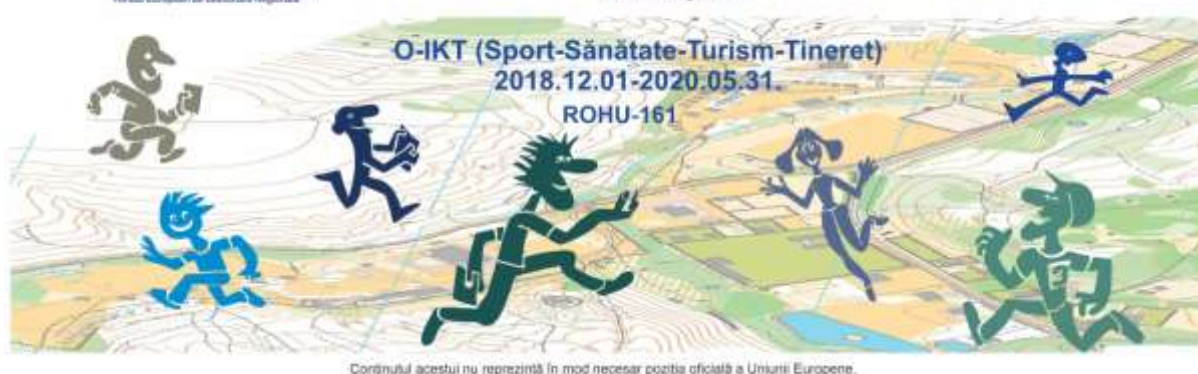 O-IKT (Sport-Sănătate-Turism-Tineret)
2018.12.01-2020.05.31.
ROHU-161
Conținutul acestui nu reprezintă în mod necesar poziția oficială a Uniunii Europene.